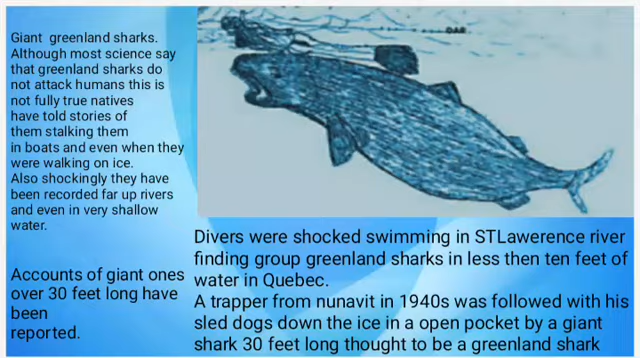 Giant greenland sharks.
Although most science say
that greenland sharks do
not attack humans this is
not fully true natives
have told stories of
them stalking them
in boats and even when they
were walking on ice.
Also shockingly they have
been recorded far up rivers
and even in very shallow
water.
Accounts of giant ones
over 30 feet long have
been
reported.
OAR
Divers were shocked swimming in STLawerence river
finding group greenland sharks in less then ten feet of
water in Quebec.
A trapper from nunavit in 1940s was followed with his
sled dogs down the ice in a open pocket by a giant
shark 30 feet long thought to be a greenland shark